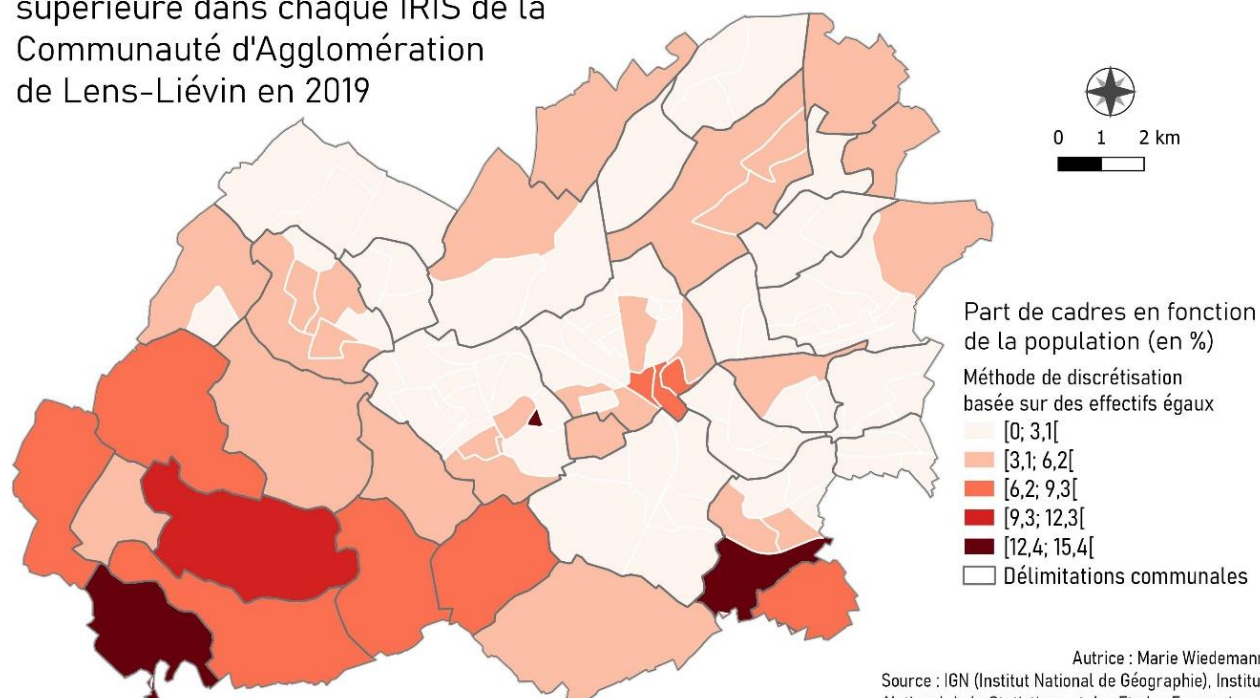 supérieure dans chaque IRIS de la
Communauté d'Agglomération
de Lens-Liévin en 2019
0 1 2 km
Part de cadres en fonction
de la population (en %)
Méthode de discrétisation
basée sur des effectifs égaux
[0; 3,1[
[3,1; 6,2[
[6,2; 9,3[
[9,3; 12,3[
[12,4; 15,4[
Délimitations communales
Autrice : Marie Wiedemann
Source : IGN (Institut National de Géographie), Institut